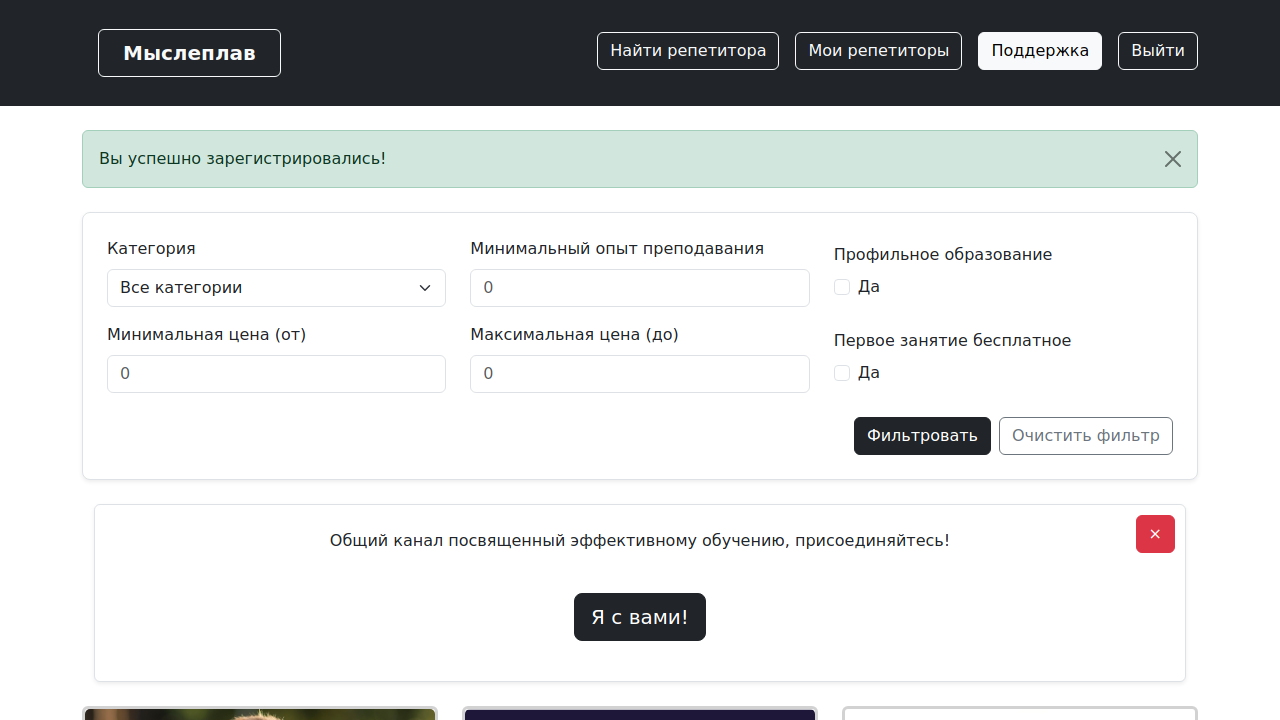 Мыслеплав
Найти репетитора
Мои репетиторы
Поддержка
Выйти
Вы успешно зарегистрировались!
Категория
Все категории
Минимальный опыт преподавания
0
Профильное образование
Да
Минимальная цена (от)
0
Максимальная цена (до)
0
Первое занятие бесплатное
Да
Фильтровать
Очистить фильтр
Общий канал посвященный эффективному обучению, присоединяйтесь!
×
Я с вами!